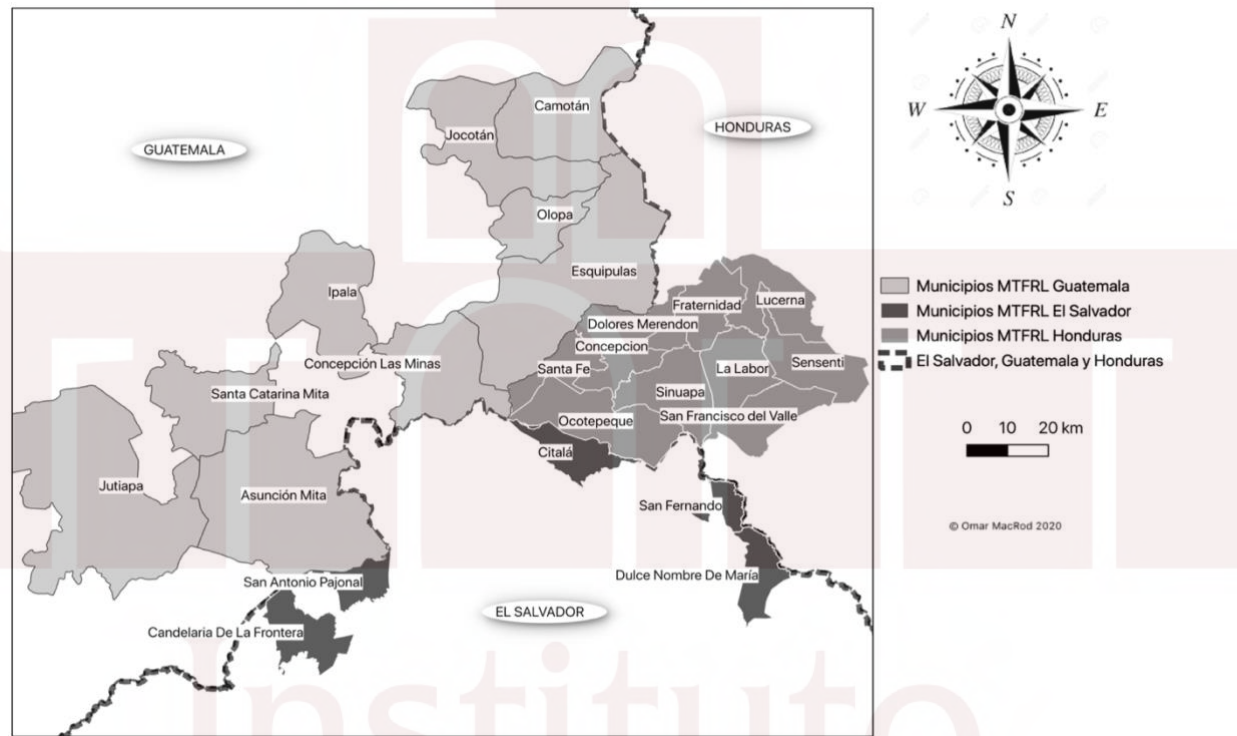 N
W
E
S
Camotán
HONDURAS
Jocotán
GUATEMALA
Olopa
Esquipulas
Ipala
Fraternidad
Lucerna
Dolores Merendon
Concepcion
Concepción Las Minas
Santa Fe
La Labor
Sensenti
Santa Catarina Mita
Sinuapa
Ocotepeque
San Francisco del Valle
Citalá
Jutiapa
Asunción Mita
San Fernando
Dulce Nombre De María
San Antonio Pajonal
EL SALVADOR
Candelaria De La Frontera
Municipios MTFRL Guatemala
Municipios MTFRL El Salvador
Municipios MTFRL Honduras
El Salvador, Guatemala y Honduras
0 10 20 km
© Omar MacRod 2020
Instituto